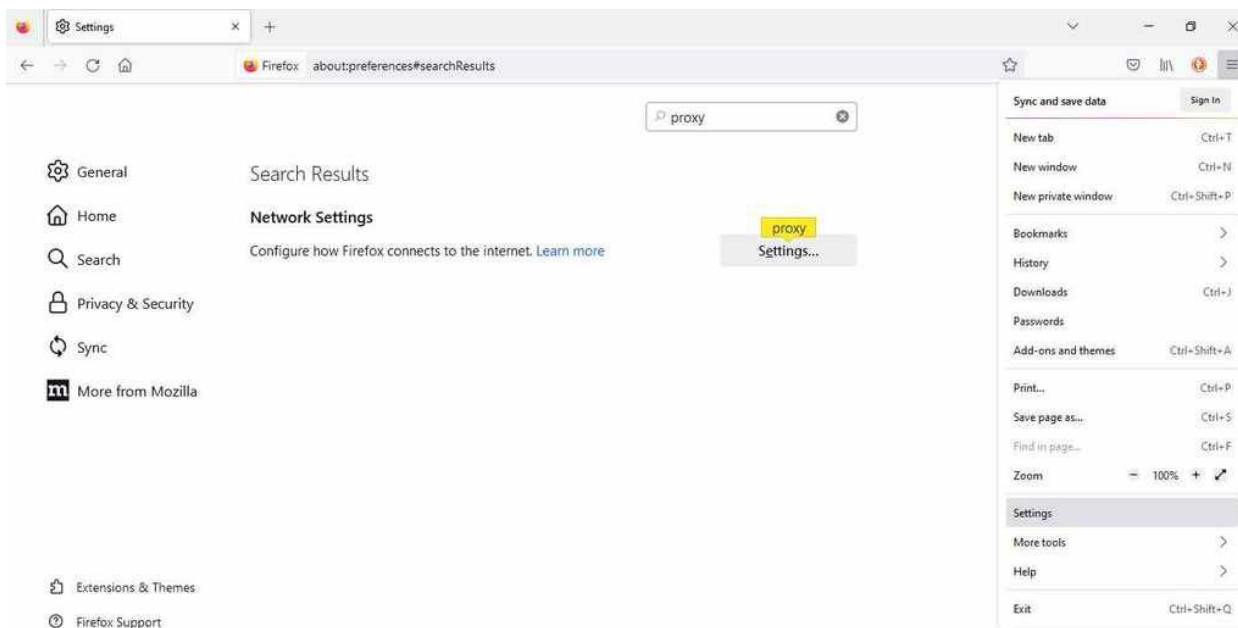 Settings
Firefox about:preferences#searchResults
proxy
General
Home
Search
Privacy & Security
Sync
More from Mozilla
Extensions & Themes
Firefox Support
Search Results
Network Settings
Configure how Firefox connects to the internet. Learn more
proxy
Settings...
Sync and save data Sign In
New tab Ctrl+T
New window Ctrl+N
New private window Ctrl+Shift+P
Bookmarks
History
Downloads Ctrl+J
Passwords
Add-ons and themes Ctrl+Shift+A
Print... Ctrl+P
Save page as... Ctrl+S
Find in page... Ctrl+F
Zoom − 100% +
Settings
More tools
Help
Exit Ctrl+Shift+Q